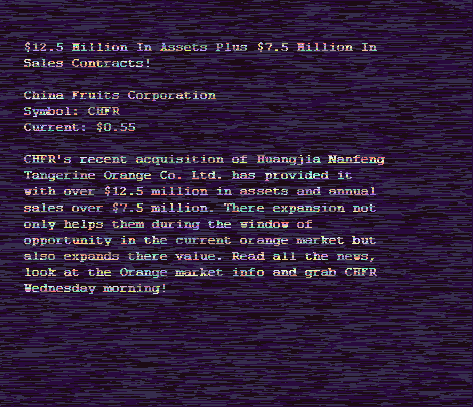 $12.5 Million In Assets Plus $7.5 Million In
Sales Contracts!
China Fruits Corporation
Symbol: CHFR
Current: $0.55
CHFR's recent acquisition of Huangjia Nanfeng
Tangerine Orange Co. Ltd. has provided it
with over $12.5 million in assets and annual
sales over $7.5 million. There expansion not
only helps them during the window of
opportunity in the current orange market but
also expands there value. Read all the news,
look at the Orange market info and grab CHFR
Wednesday morning!